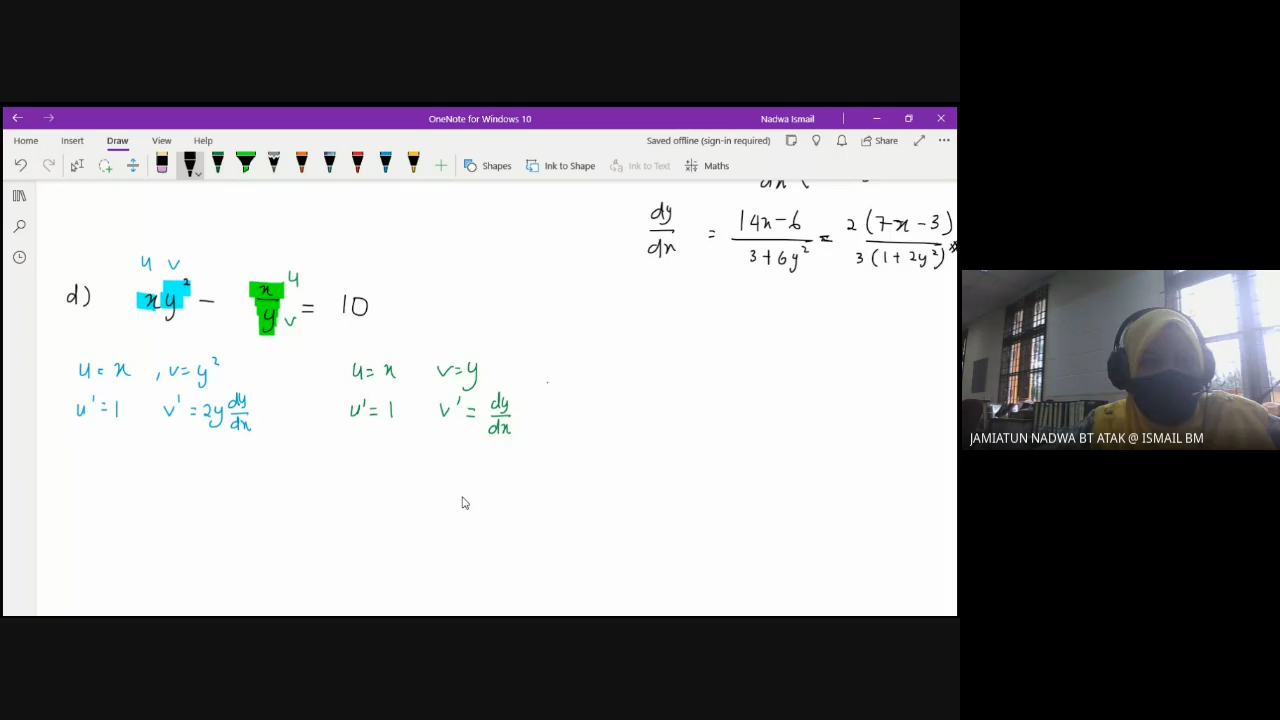 OneNote for Windows 10
Nadwa Ismail
Home Insert Draw View Help
Saved offline (sign-in required)
Share
Shapes Ink to Shape Ink to Text Maths
dy/dx = (14x-6)/(3+6y²) = 2(7x-3)/3(1+2y²)
u v
d) xy² - x/y = 10
u
v
u = x , v = y²
u' = 1 v' = 2y dy/dx
u = x v = y
u' = 1 v' = dy/dx
JAMIATUN NADWA BT ATAK @ ISMAIL BM